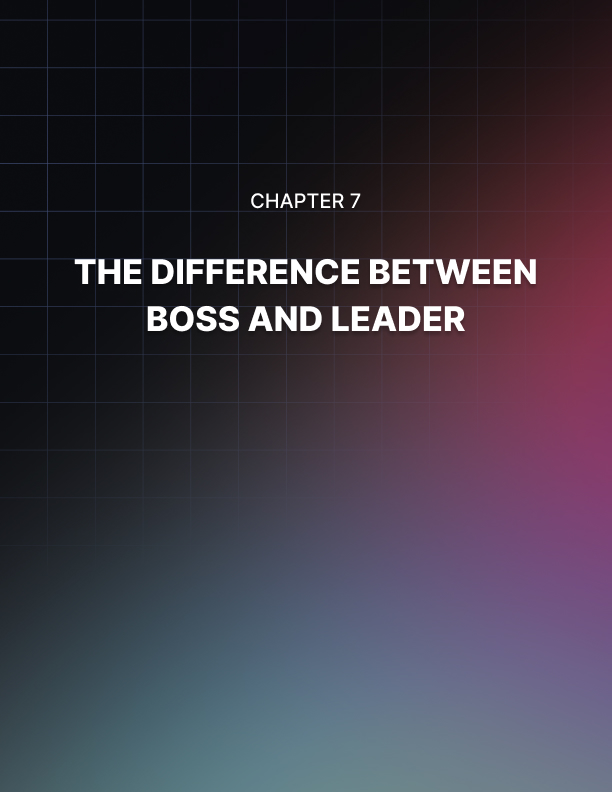 CHAPTER 7
THE DIFFERENCE BETWEEN
BOSS AND LEADER